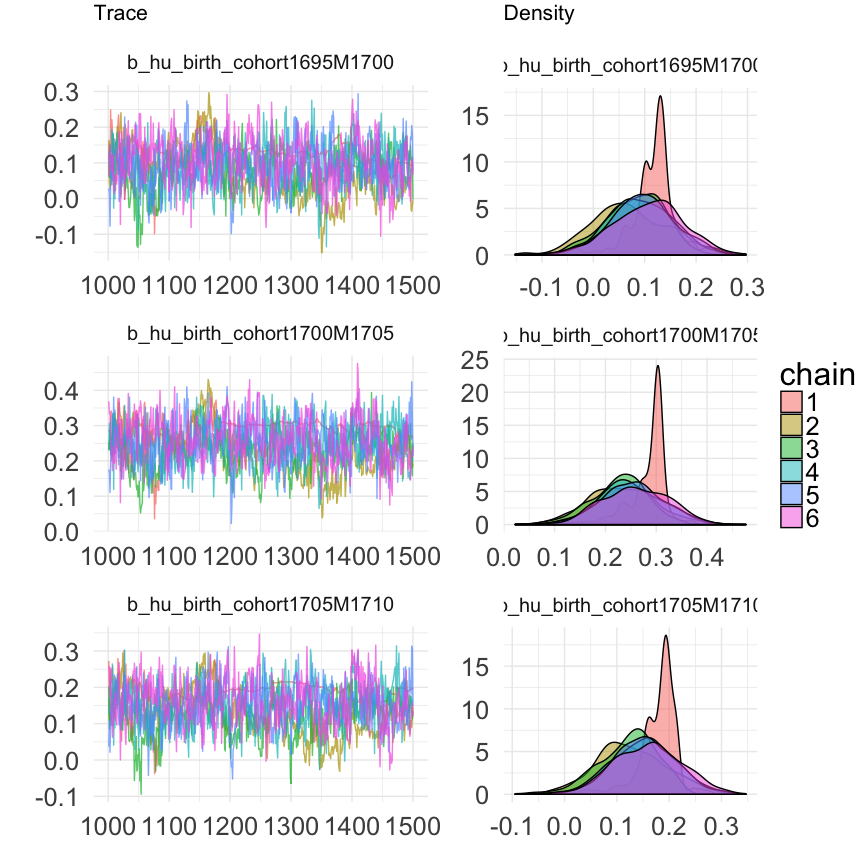 Trace
Density
b_hu_birth_cohort1695M1700
b_hu_birth_cohort1695M1700
0.3
0.2
0.1
0.0
-0.1
1000 1100 1200 1300 1400 1500
15
10
5
0
-0.1 0.0 0.1 0.2 0.3
b_hu_birth_cohort1700M1705
b_hu_birth_cohort1700M1705
0.4
0.3
0.2
0.1
0.0
1000 1100 1200 1300 1400 1500
25
20
15
10
5
0
0.0 0.1 0.2 0.3 0.4
b_hu_birth_cohort1705M1710
b_hu_birth_cohort1705M1710
0.3
0.2
0.1
0.0
-0.1
1000 1100 1200 1300 1400 1500
15
10
5
0
-0.1 0.0 0.1 0.2 0.3
chain
1
2
3
4
5
6